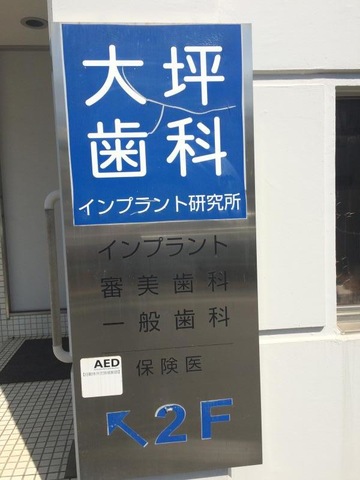 大坪
歯科
インプラント研究所
インプラント
審美歯科
一般歯科
AED
保険医
↖2F